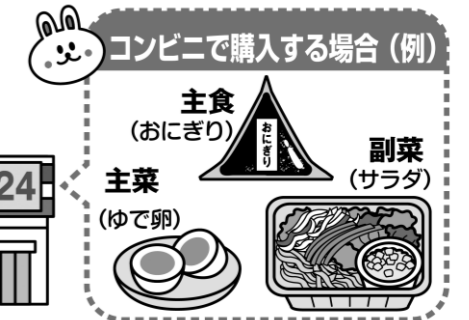 コンビニで購入する場合（例）
主食
（おにぎり）
おにぎり
副菜
（サラダ）
主菜
（ゆで卵）
24